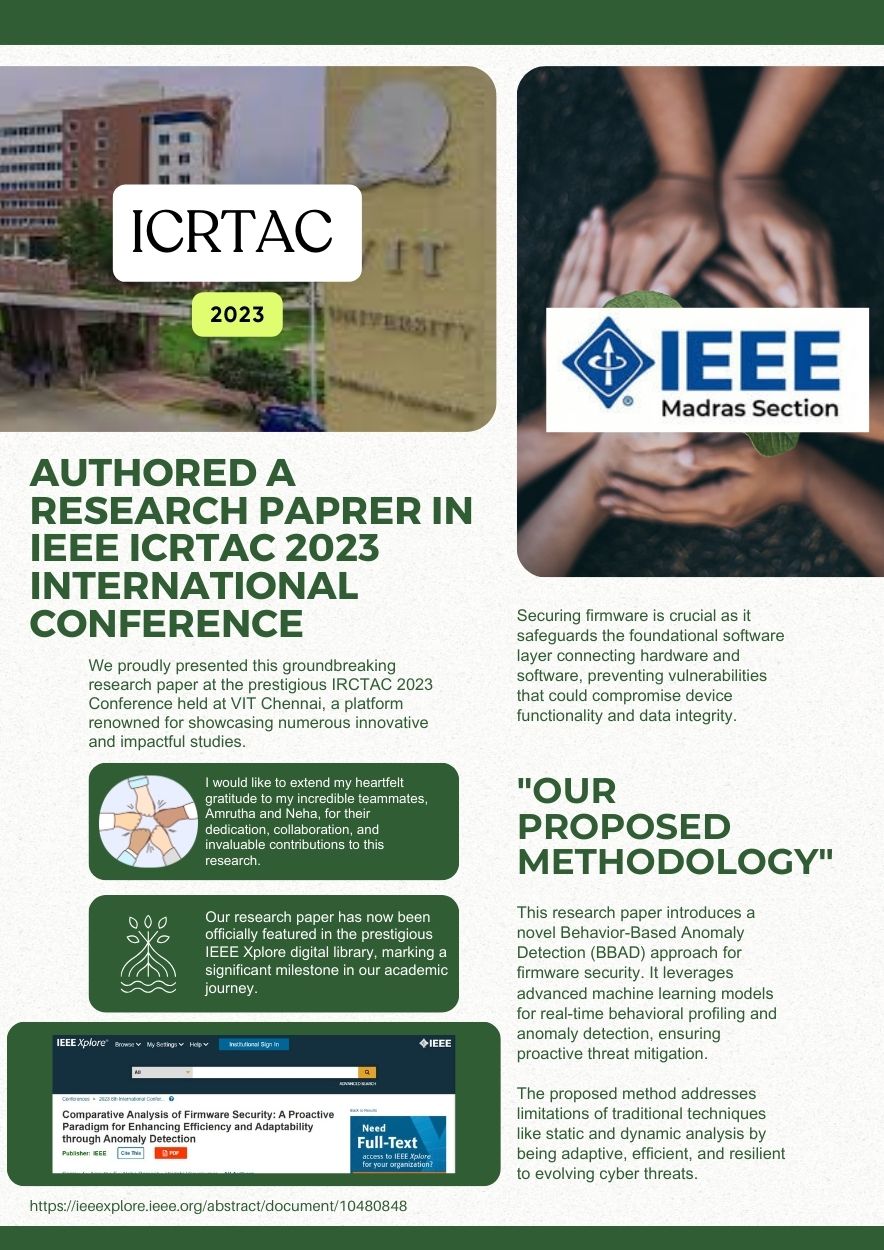 ICRTAC
2023
VIT
UNIVERSITY
IEEE
®
Madras Section
AUTHORED A
RESEARCH PAPRER IN
IEEE ICRTAC 2023
INTERNATIONAL
CONFERENCE
We proudly presented this groundbreaking
research paper at the prestigious IRCTAC 2023
Conference held at VIT Chennai, a platform
renowned for showcasing numerous innovative
and impactful studies.
I would like to extend my heartfelt
gratitude to my incredible teammates,
Amrutha and Neha, for their
dedication, collaboration, and
invaluable contributions to this
research.
Our research paper has now been
officially featured in the prestigious
IEEE Xplore digital library, marking a
significant milestone in our academic
journey.
IEEE Xplore® Browse My Settings Help Institutional Sign In IEEE
All
ADVANCED SEARCH
Conferences > 2023 6th International Confer...
Back to Results
Comparative Analysis of Firmware Security: A Proactive
Paradigm for Enhancing Efficiency and Adaptability
through Anomaly Detection
Publisher: IEEE Cite This PDF
Need
Full-Text
access to IEEE Xplore
for your organization?
https://ieeexplore.ieee.org/abstract/document/10480848
Securing firmware is crucial as it
safeguards the foundational software
layer connecting hardware and
software, preventing vulnerabilities
that could compromise device
functionality and data integrity.
"OUR
PROPOSED
METHODOLOGY"
This research paper introduces a
novel Behavior-Based Anomaly
Detection (BBAD) approach for
firmware security. It leverages
advanced machine learning models
for real-time behavioral profiling and
anomaly detection, ensuring
proactive threat mitigation.
The proposed method addresses
limitations of traditional techniques
like static and dynamic analysis by
being adaptive, efficient, and resilient
to evolving cyber threats.